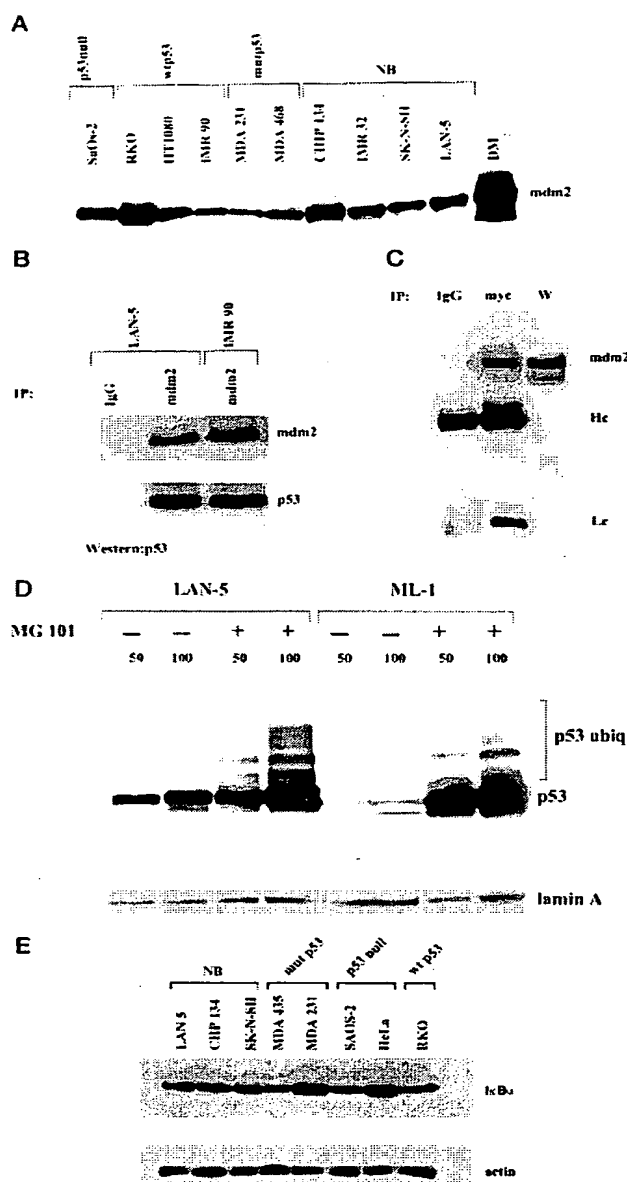 A
p53null
wtp53
mutp53
NB
SaOs-2
RKO
HT1080
IMR 90
MDA 231
MDA 468
CHP 134
IMR 32
SK-N-SH
LAN-5
DM
mdm2
B
LAN-5
IMR 90
IP:
IgG
mdm2
mdm2
mdm2
p53
Western:p53
C
IP:
IgG
myc
W
mdm2
Hc
Lc
D
LAN-5
ML-1
MG 101
— — + + — — + +
50 100 50 100 50 100 50 100
p53 ubiq
p53
lamin A
E
NB
mut p53
p53 null
wt p53
LAN 5
CHP 134
SK-N-SH
MDA 435
MDA 231
SAOS-2
HeLa
RKO
IκBα
actin